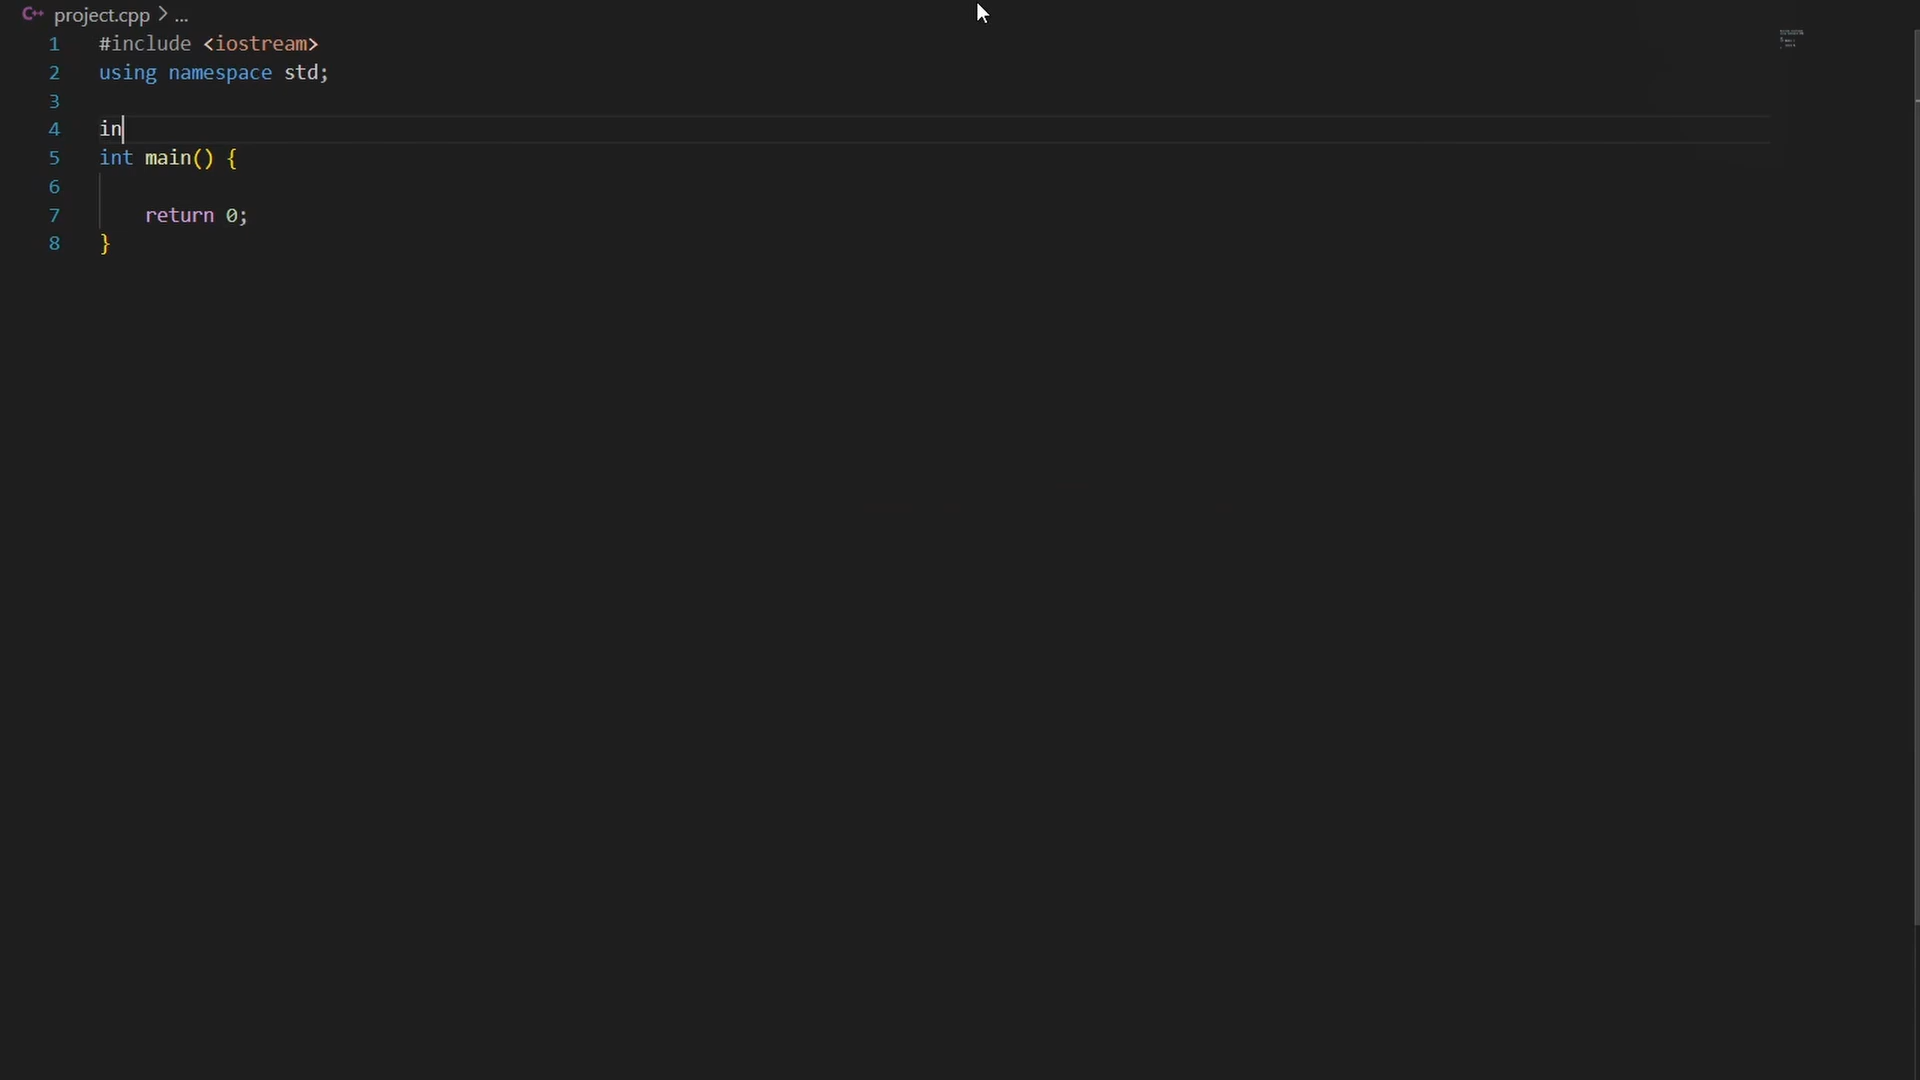 C++ project.cpp > ...
1 #include <iostream>
2 using namespace std;
3
4 in
5 int main() {
6
7     return 0;
8 }